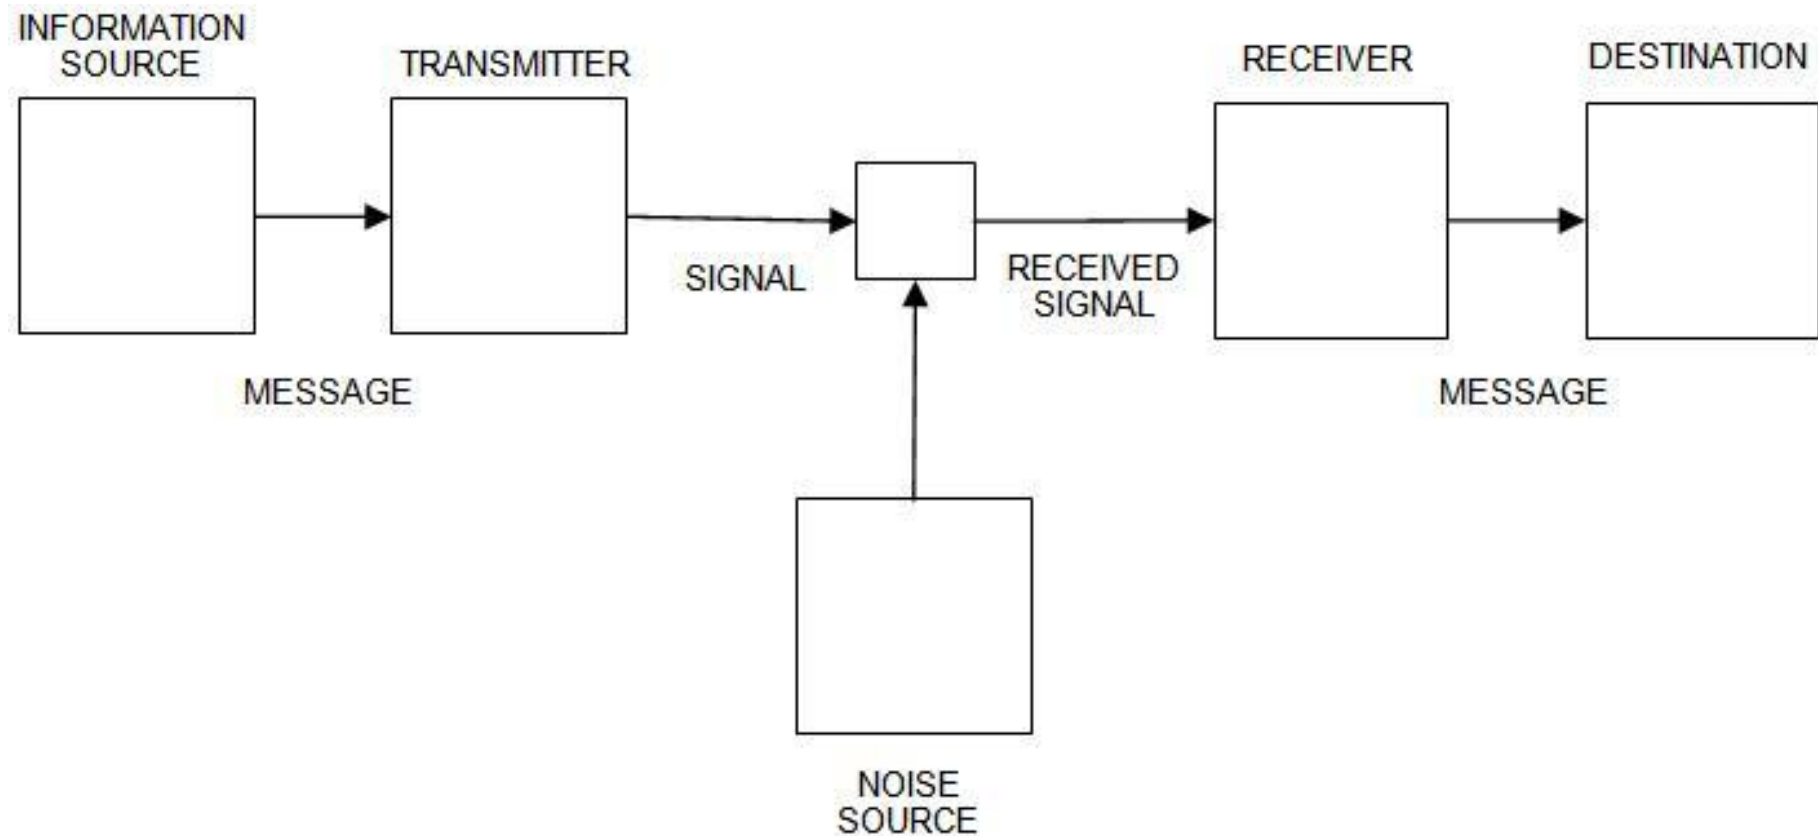 INFORMATION
SOURCE
TRANSMITTER
RECEIVER
DESTINATION
SIGNAL
RECEIVED
SIGNAL
MESSAGE
MESSAGE
NOISE
SOURCE